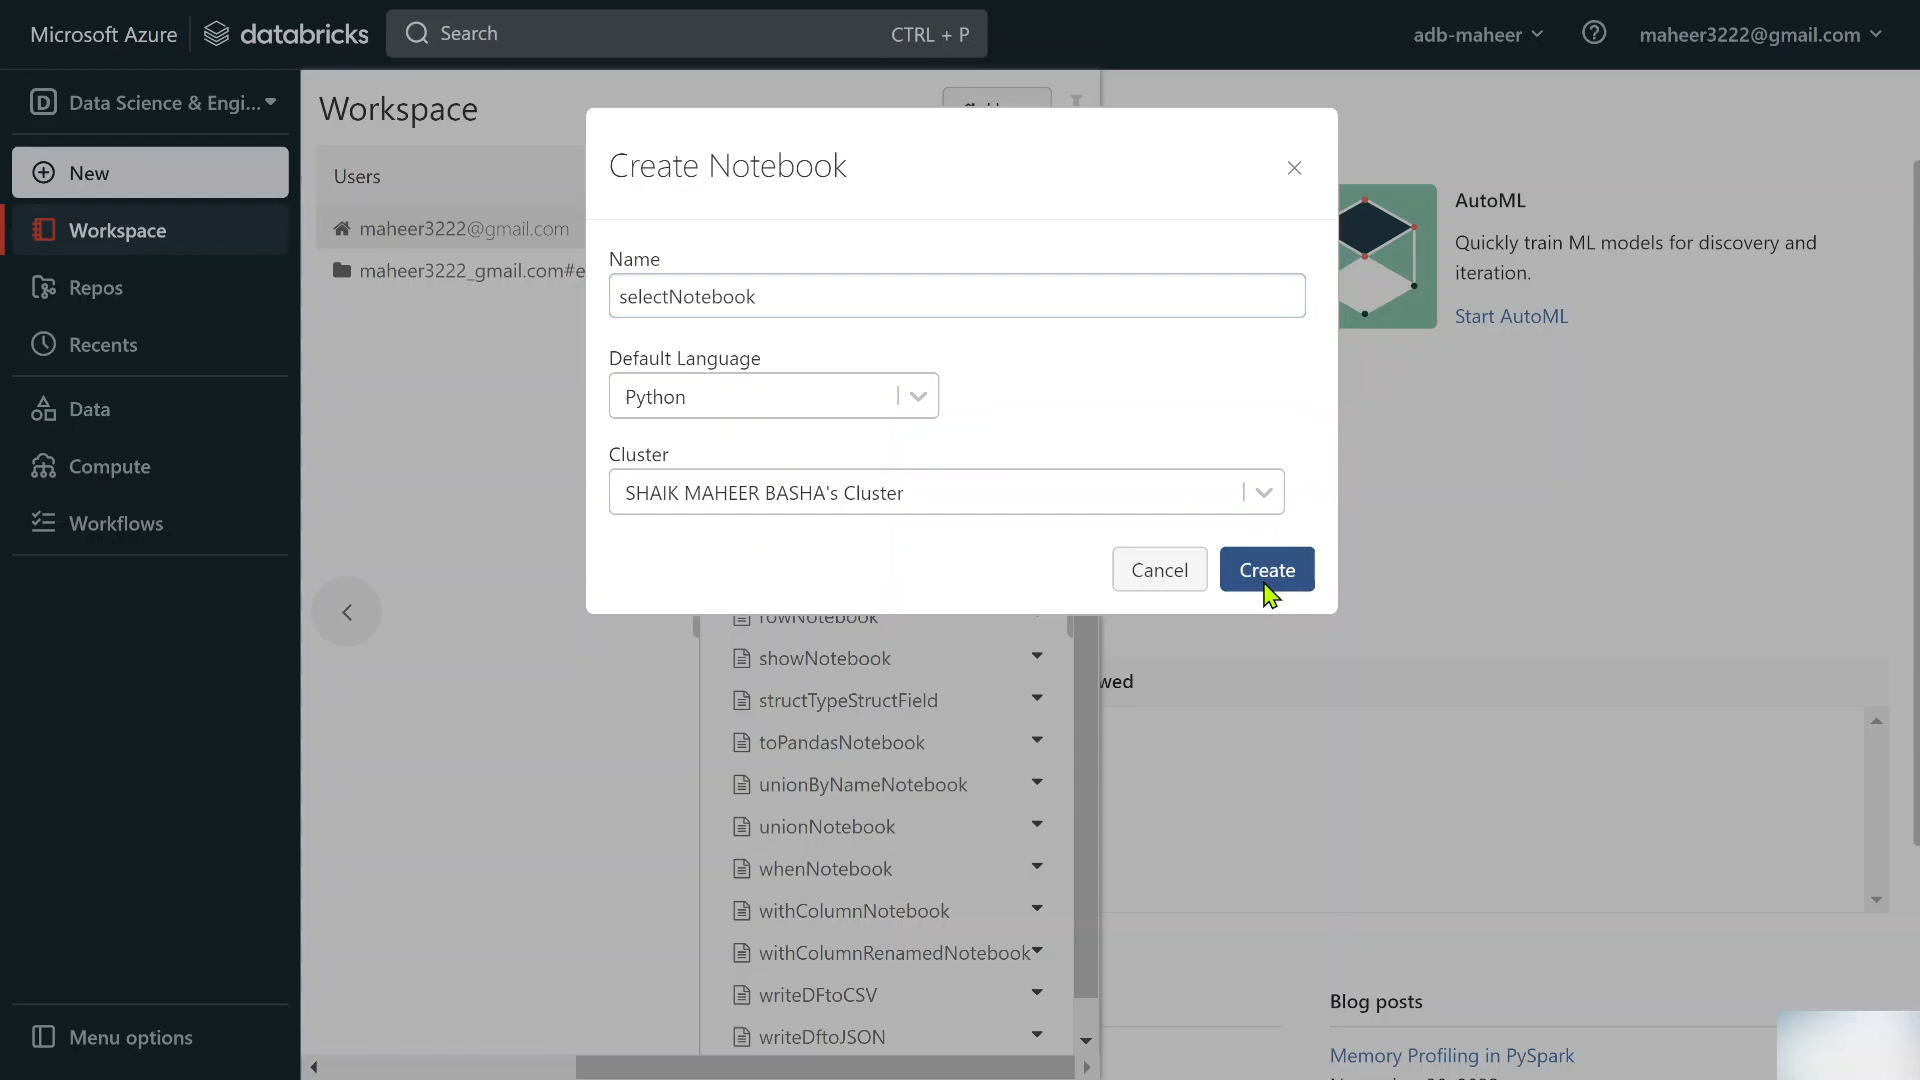 Microsoft Azure
databricks
Search
CTRL + P
adb-maheer
maheer3222@gmail.com
Data Science & Engi...
New
Workspace
Repos
Recents
Data
Compute
Workflows
Menu options
Workspace
Users
maheer3222@gmail.com
maheer3222_gmail.com#e
Create Notebook
Name
selectNotebook
Default Language
Python
Cluster
SHAIK MAHEER BASHA's Cluster
Cancel
Create
rowNotebook
showNotebook
structTypeStructField
toPandasNotebook
unionByNameNotebook
unionNotebook
whenNotebook
withColumnNotebook
withColumnRenamedNotebook
writeDFtoCSV
writeDftoJSON
AutoML
Quickly train ML models for discovery and
iteration.
Start AutoML
wed
Blog posts
Memory Profiling in PySpark